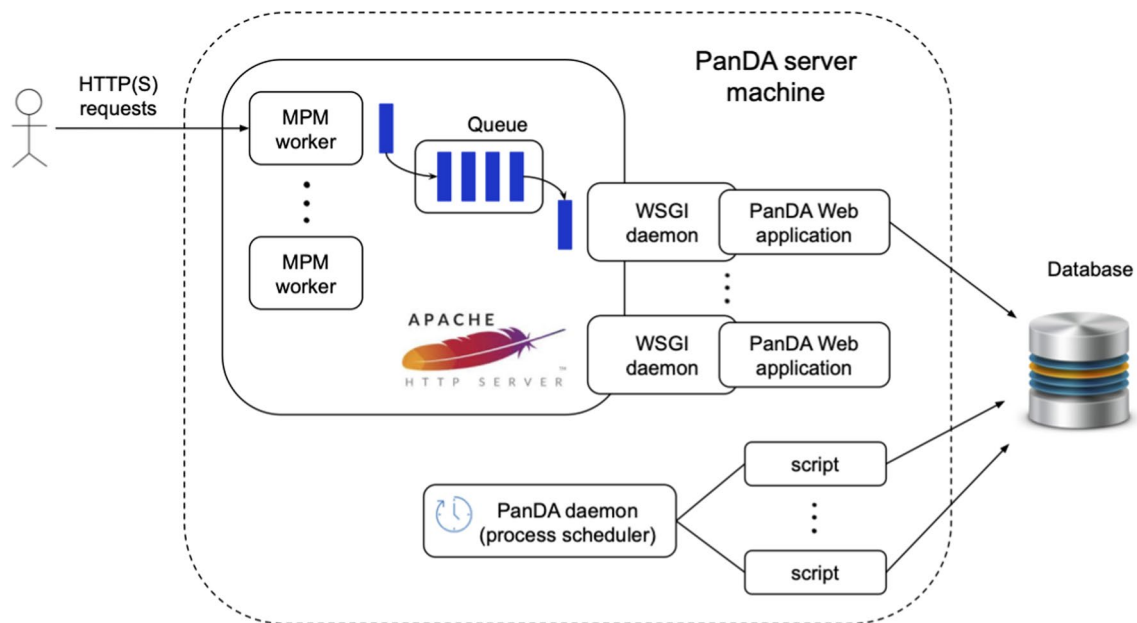 PanDA server
machine
HTTP(S)
requests
MPM
worker
Queue
MPM
worker
WSGI
daemon
PanDA Web
application
Database
APACHE
HTTP SERVER
TM
WSGI
daemon
PanDA Web
application
script
PanDA daemon
(process scheduler)
script